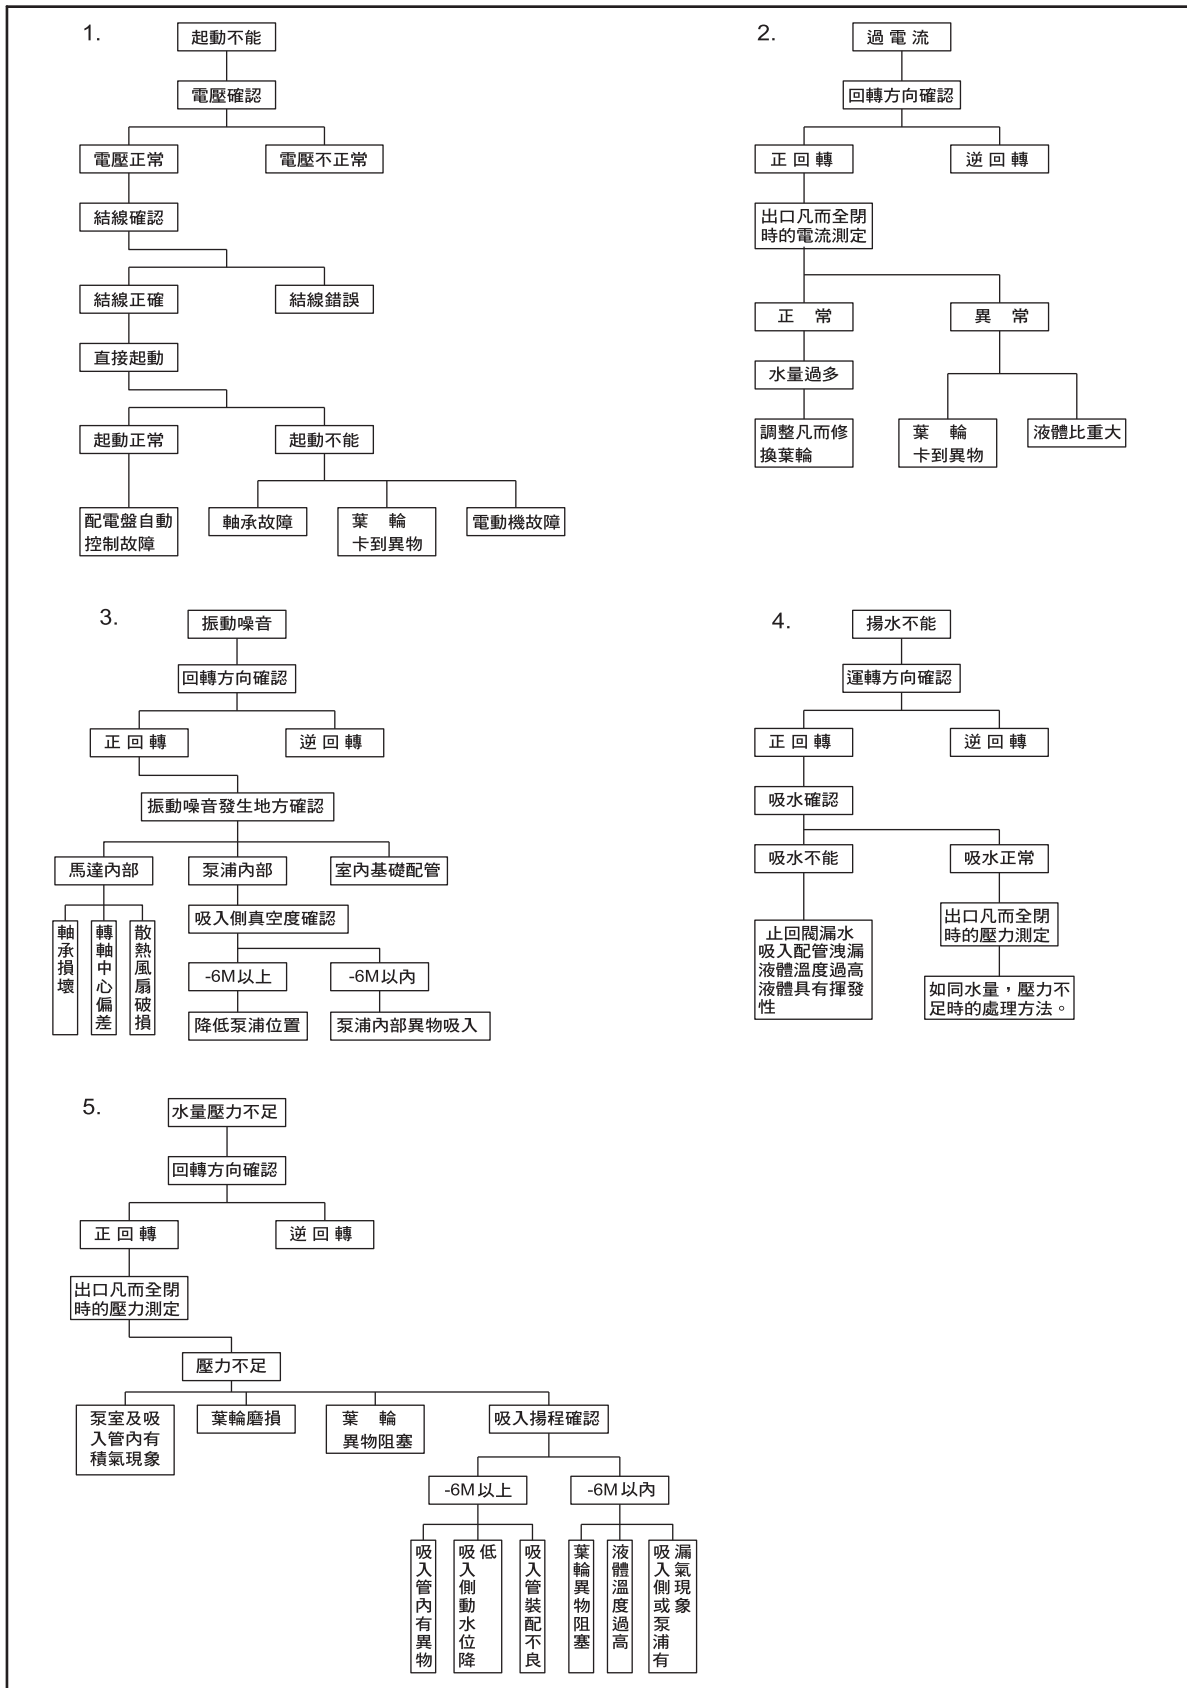 1.
起動不能
電壓確認
電壓正常
電壓不正常
結線確認
結線正確
結線錯誤
直接起動
起動正常
起動不能
配電盤自動
控制故障
軸承故障
葉 輪
卡到異物
電動機故障
2.
過電流
回轉方向確認
正回轉
逆回轉
出口凡而全閉
時的電流測定
正 常
異 常
水量過多
調整凡而修
換葉輪
葉 輪
卡到異物
液體比重大
3.
振動噪音
回轉方向確認
正回轉
逆回轉
振動噪音發生地方確認
馬達內部
泵浦內部
室內基礎配管
軸承損壞
轉軸中心偏差
散熱風扇破損
吸入側真空度確認
-6M以上
-6M以內
降低泵浦位置
泵浦內部異物吸入
4.
揚水不能
運轉方向確認
正回轉
逆回轉
吸水確認
吸水不能
吸水正常
止回閥漏水
吸入配管洩漏
液體溫度過高
液體具有揮發
性
出口凡而全閉
時的壓力測定
如同水量，壓力不
足時的處理方法。
5.
水量壓力不足
回轉方向確認
正回轉
逆回轉
出口凡而全閉
時的壓力測定
壓力不足
泵室及吸
入管內有
積氣現象
葉輪磨損
葉 輪
異物阻塞
吸入揚程確認
-6M以上
-6M以內
吸入管內有異物
吸入側動水位降
低
吸入管裝配不良
葉輪異物阻塞
液體溫度過高
吸入側或泵浦有
漏氣現象